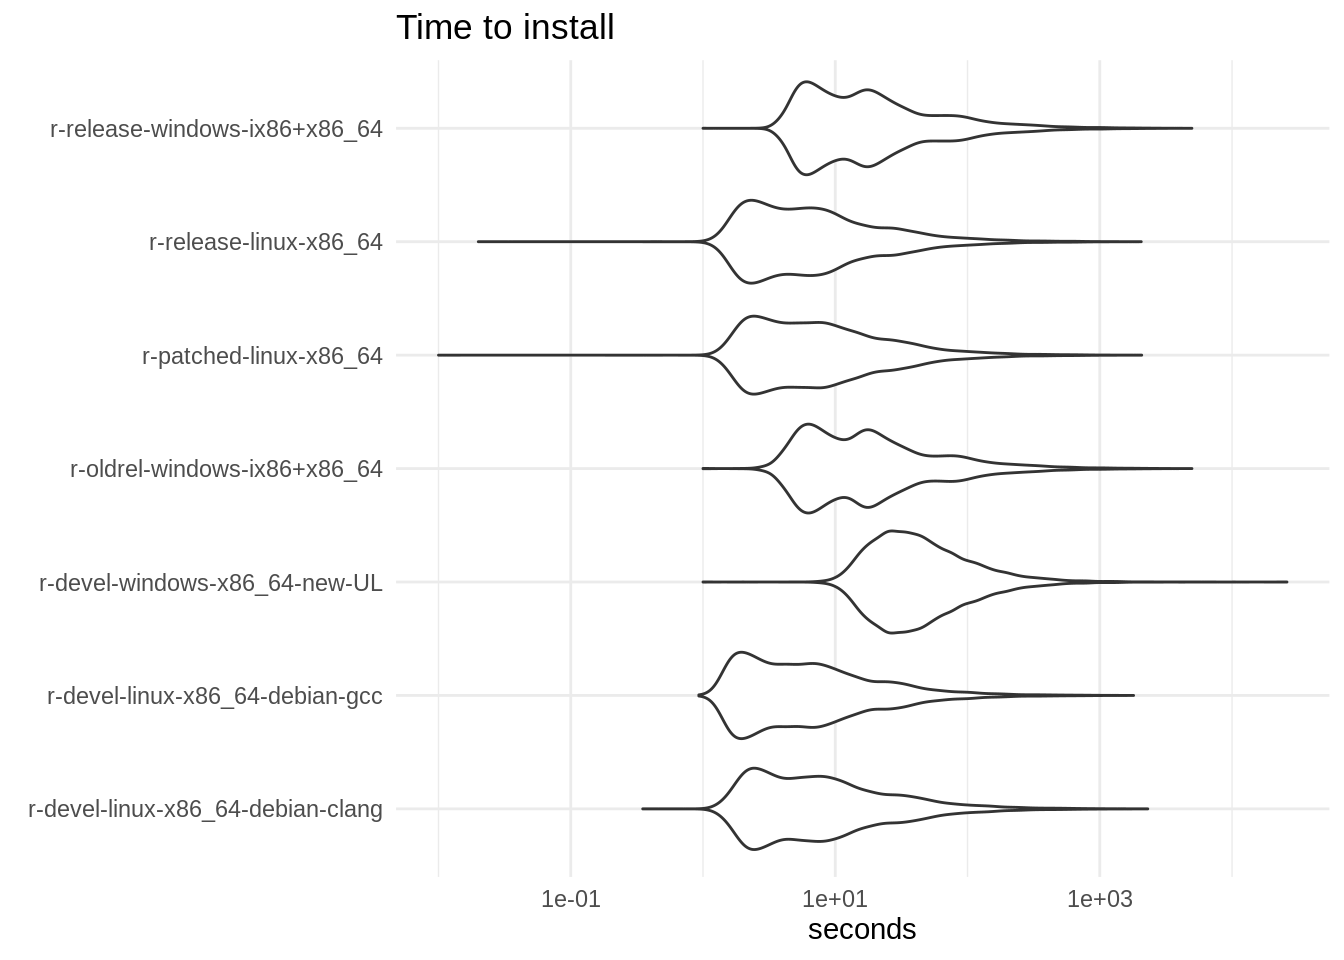 Time to install
r-release-windows-ix86+x86_64
r-release-linux-x86_64
r-patched-linux-x86_64
r-oldrel-windows-ix86+x86_64
r-devel-windows-x86_64-new-UL
r-devel-linux-x86_64-debian-gcc
r-devel-linux-x86_64-debian-clang
1e-01 1e+01 1e+03
seconds